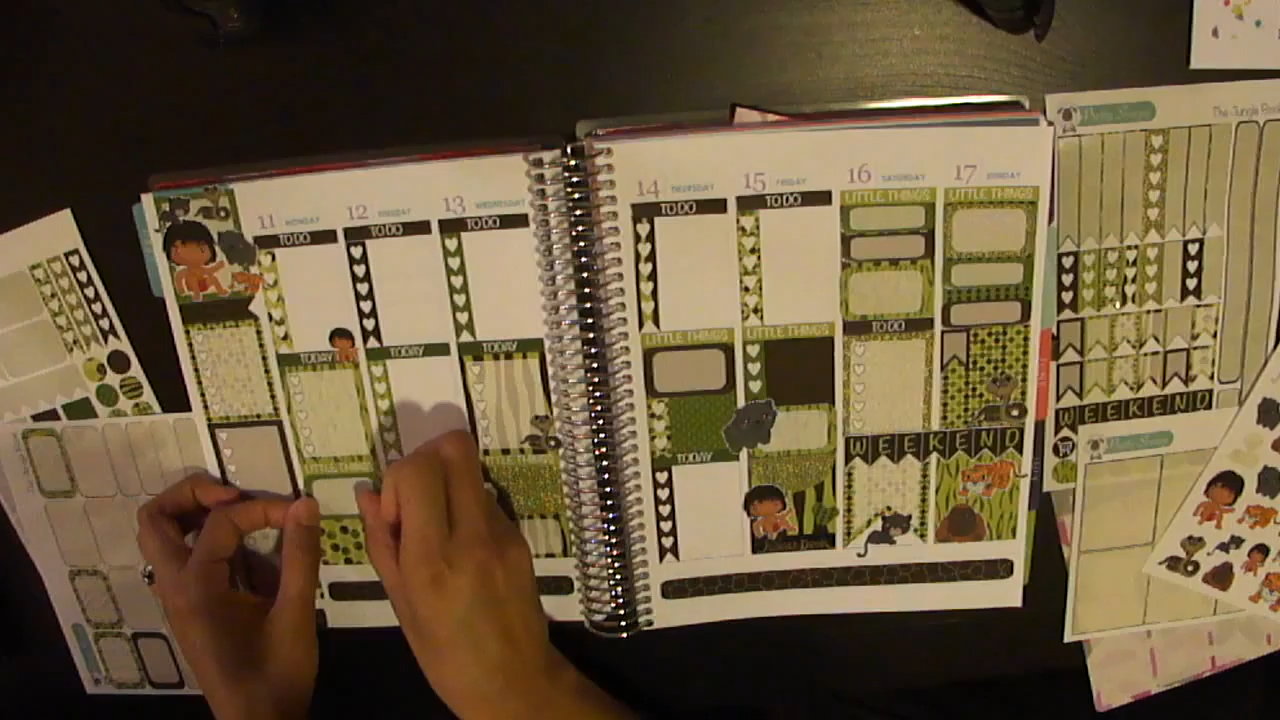 11 MONDAY
12 TUESDAY
13 WEDNESDAY
TO DO
TO DO
TO DO
TODAY
TODAY
TODAY
LITTLE THINGS
LITTLE THINGS
14 THURSDAY
15 FRIDAY
16 SATURDAY
17 SUNDAY
TO DO
TO DO
LITTLE THINGS
LITTLE THINGS
LITTLE THINGS
LITTLE THINGS
TO DO
TODAY
WEEKEND
The Jungle
WEEKEND